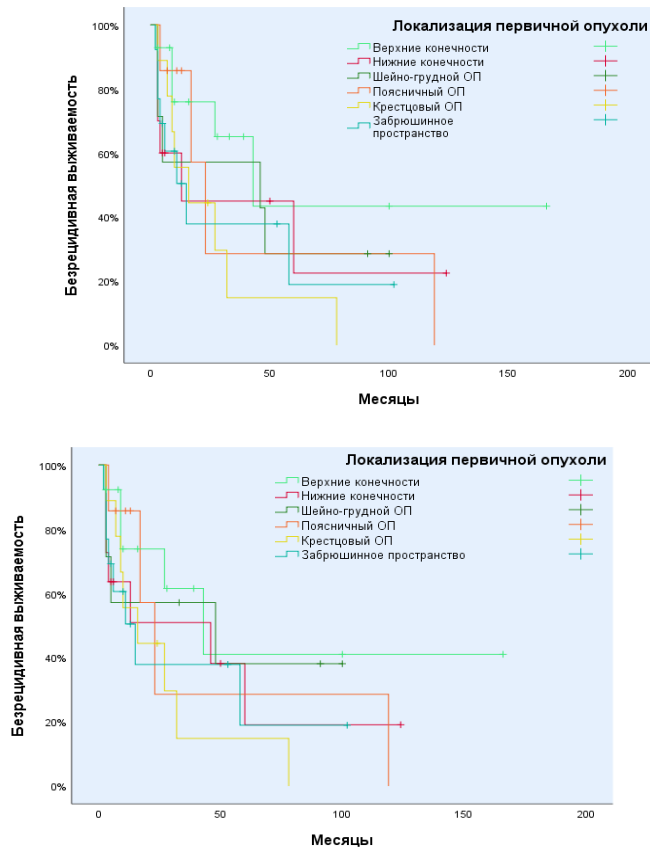 Локализация первичной опухоли
Верхние конечности
Нижние конечности
Шейно-грудной ОП
Поясничный ОП
Крестцовый ОП
Забрюшинное
пространство
Безрецидивная выживаемость
100%
80%
60%
40%
20%
0%
0 50 100 150 200
Месяцы
Локализация первичной опухоли
Верхние конечности
Нижние конечности
Шейно-грудной ОП
Поясничный ОП
Крестцовый ОП
Забрюшинное пространство
Безрецидивная выживаемость
100%
80%
60%
40%
20%
0%
0 50 100 150 200
Месяцы